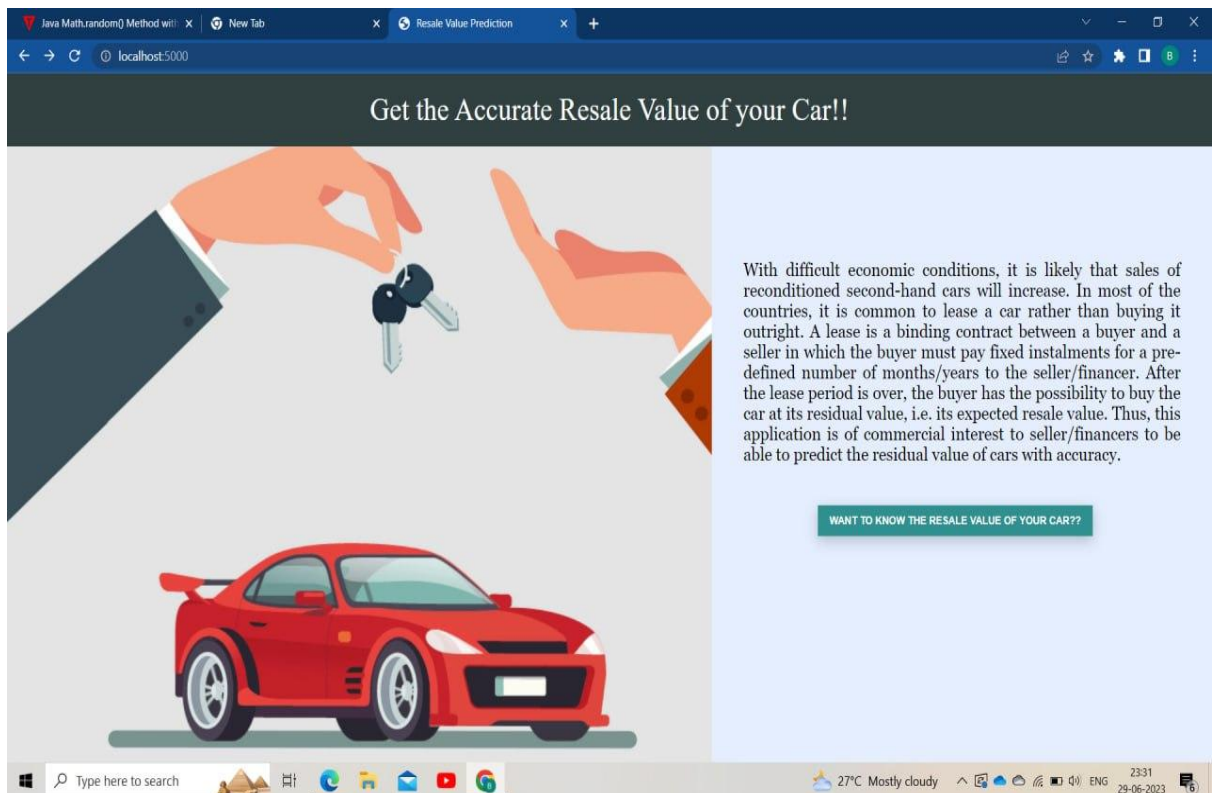 Java Math.random() Method with
New Tab
Resale Value Prediction
localhost:5000
B
Get the Accurate Resale Value of your Car!!
With difficult economic conditions, it is likely that sales of
reconditioned second-hand cars will increase. In most of the
countries, it is common to lease a car rather than buying it
outright. A lease is a binding contract between a buyer and a
seller in which the buyer must pay fixed instalments for a pre-
defined number of months/years to the seller/financer. After
the lease period is over, the buyer has the possibility to buy the
car at its residual value, i.e. its expected resale value. Thus, this
application is of commercial interest to seller/financers to be
able to predict the residual value of cars with accuracy.
WANT TO KNOW THE RESALE VALUE OF YOUR CAR??
Type here to search
27°C Mostly cloudy
ENG
23:31
29-06-2023
6